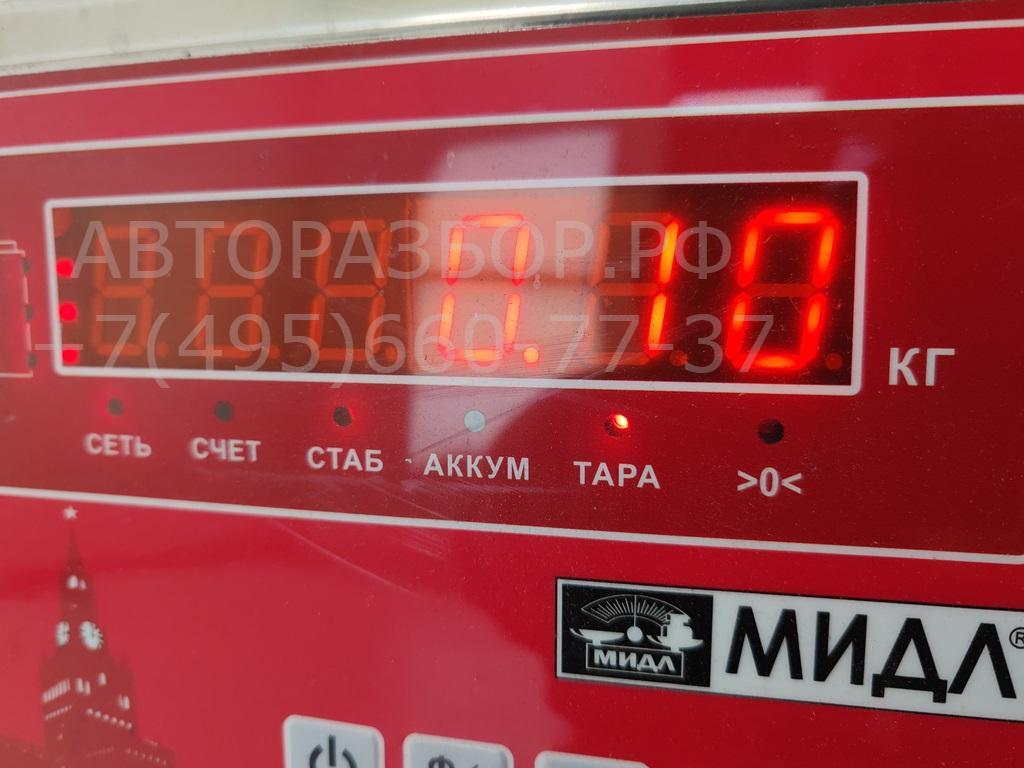 АВТОРАЗБОР.РФ
+7(495)660-77-37
0.10
КГ
СЕТЬ СЧЕТ СТАБ АККУМ ТАРА >0<
МИДЛ МИДЛ®